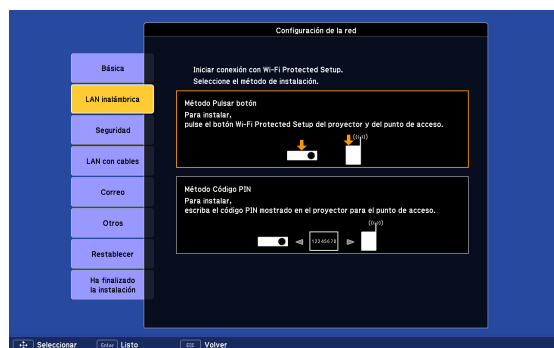 Configuración de la red
Básica
LAN inalámbrica
Seguridad
LAN con cables
Correo
Otros
Restablecer
Ha finalizado
la instalación
Iniciar conexión con Wi-Fi Protected Setup.
Seleccione el método de instalación.
Método Pulsar botón
Para instalar,
pulse el botón Wi-Fi Protected Setup del proyector y del punto de acceso.
Método Código PIN
Para instalar,
escriba el código PIN mostrado en el proyector para el punto de acceso.
12245678
Seleccionar Enter Listo ESC Volver